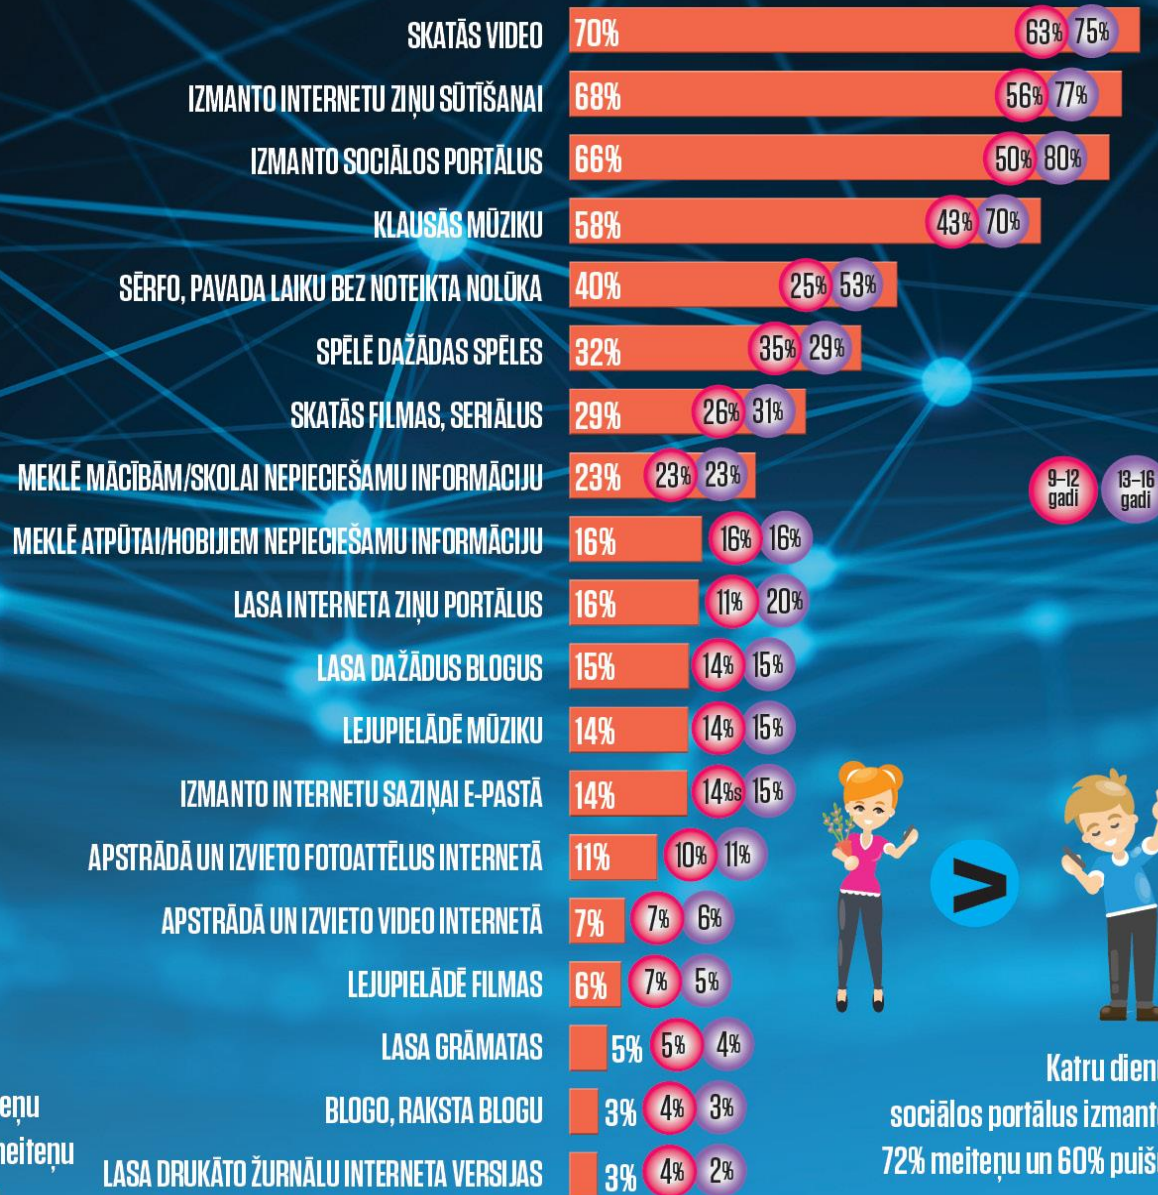 SKATĀS VIDEO 70% 63% 75%
IZMANTO INTERNETU ZIŅU SŪTĪŠANAI 68% 56% 77%
IZMANTO SOCIĀLOS PORTĀLUS 66% 50% 80%
KLAUSĀS MŪZIKU 58% 43% 70%
SĒRFO, PAVADA LAIKU BEZ NOTEIKTA NOLŪKA 40% 25% 53%
SPĒLĒ DAŽĀDAS SPĒLES 32% 35% 29%
SKATĀS FILMAS, SERIĀLUS 29% 26% 31%
MEKLĒ MĀCĪBĀM/SKOLAI NEPIECIEŠAMU INFORMĀCIJU 23% 23% 23%
9–12 gadi
13–16 gadi
MEKLĒ ATPŪTAI/HOBIJIEM NEPIECIEŠAMU INFORMĀCIJU 16% 16% 16%
LASA INTERNETA ZIŅU PORTĀLUS 16% 11% 20%
LASA DAŽĀDUS BLOGUS 15% 14% 15%
LEJUPIELĀDĒ MŪZIKU 14% 14% 15%
IZMANTO INTERNETU SAZIŅAI E-PASTĀ 14% 14%s 15%
APSTRĀDĀ UN IZVIETO FOTOATTĒLUS INTERNETĀ 11% 10% 11%
>
APSTRĀDĀ UN IZVIETO VIDEO INTERNETĀ 7% 7% 6%
LEJUPIELĀDĒ FILMAS 6% 7% 5%
LASA GRĀMATAS 5% 5% 4%
BLOGO, RAKSTA BLOGU 3% 4% 3%
LASA DRUKĀTO ŽURNĀLU INTERNETA VERSIJAS 3% 4% 2%
Katru dien
sociālos portālus izmant
72% meiteņu un 60% puiš
eņu
meiteņu